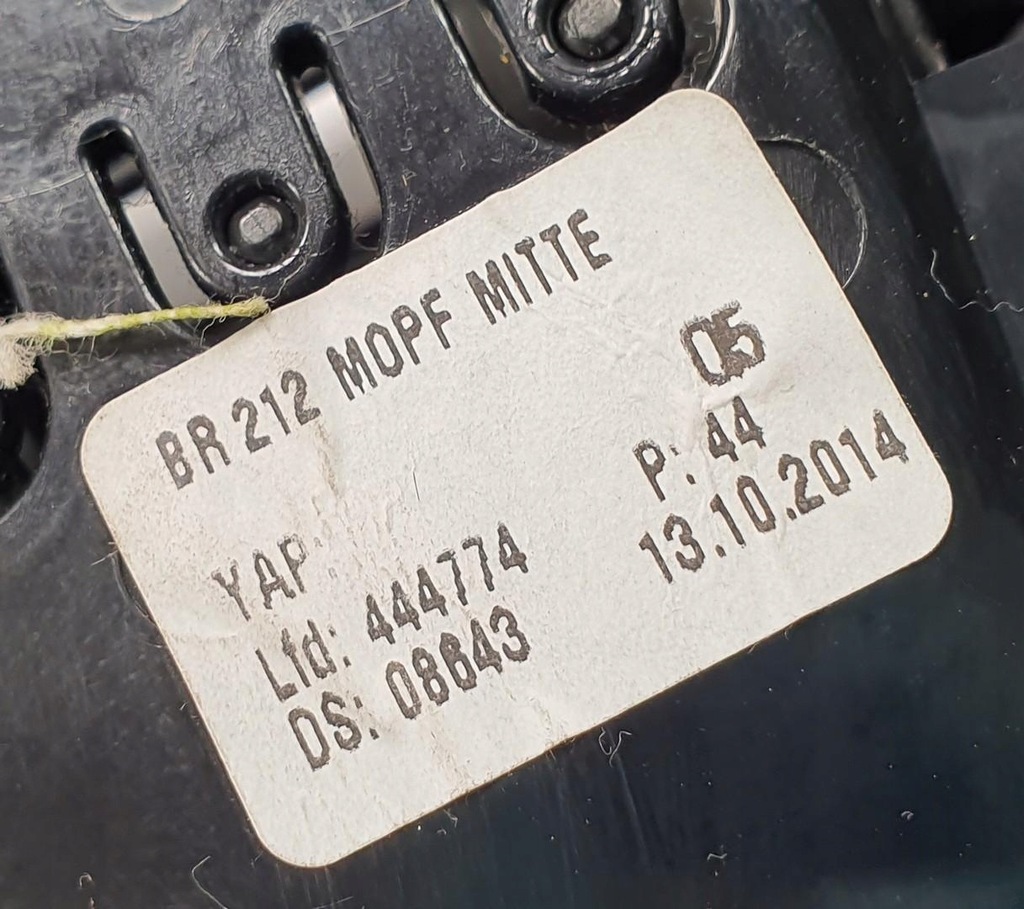 BR 212 MOPF MITTE
05
YAP P: 44
Lfd: 444774 13.10.2014
DS: 08643